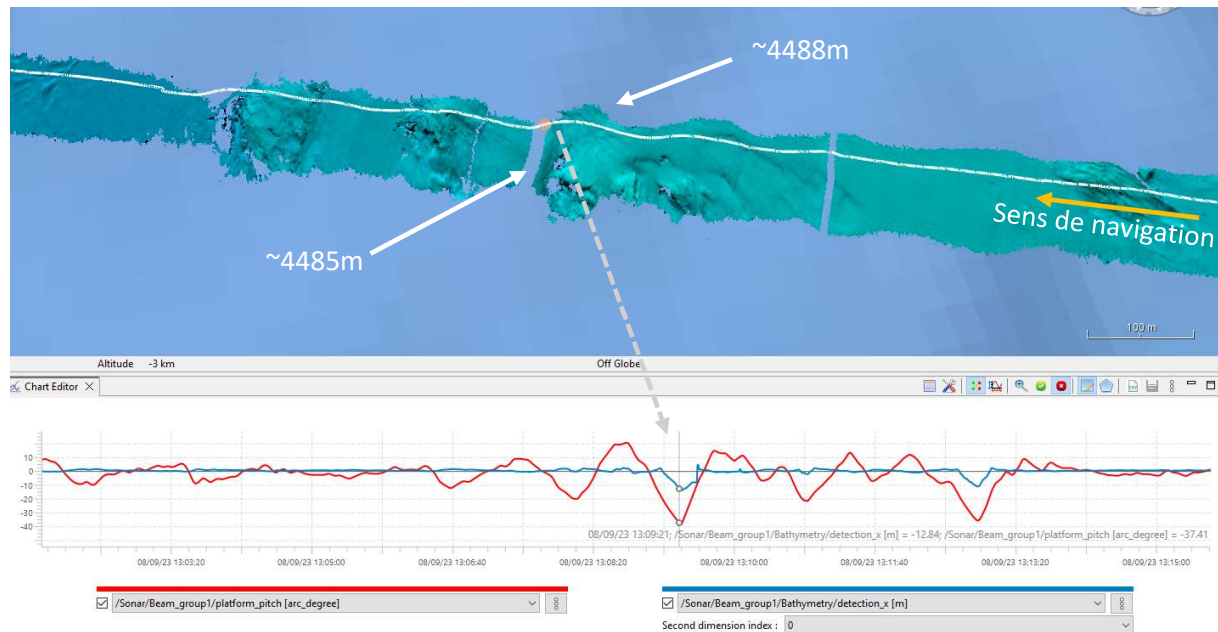 ~4488m
~4485m
Sens de navigation
100 m
Altitude -3 km Off Globe
Chart Editor
10
0
-10
-20
-30
-40
08/09/23 13:09:21; /Sonar/Beam_group1/Bathymetry/detection_x [m] = -12.84; /Sonar/Beam_group1/platform_pitch [arc_degree] = -37.41
08/09/23 13:03:20 08/09/23 13:05:00 08/09/23 13:06:40 08/09/23 13:08:20 08/09/23 13:10:00 08/09/23 13:11:40 08/09/23 13:13:20 08/09/23 13:15:00
/Sonar/Beam_group1/platform_pitch [arc_degree] /Sonar/Beam_group1/Bathymetry/detection_x [m]
Second dimension index : 0